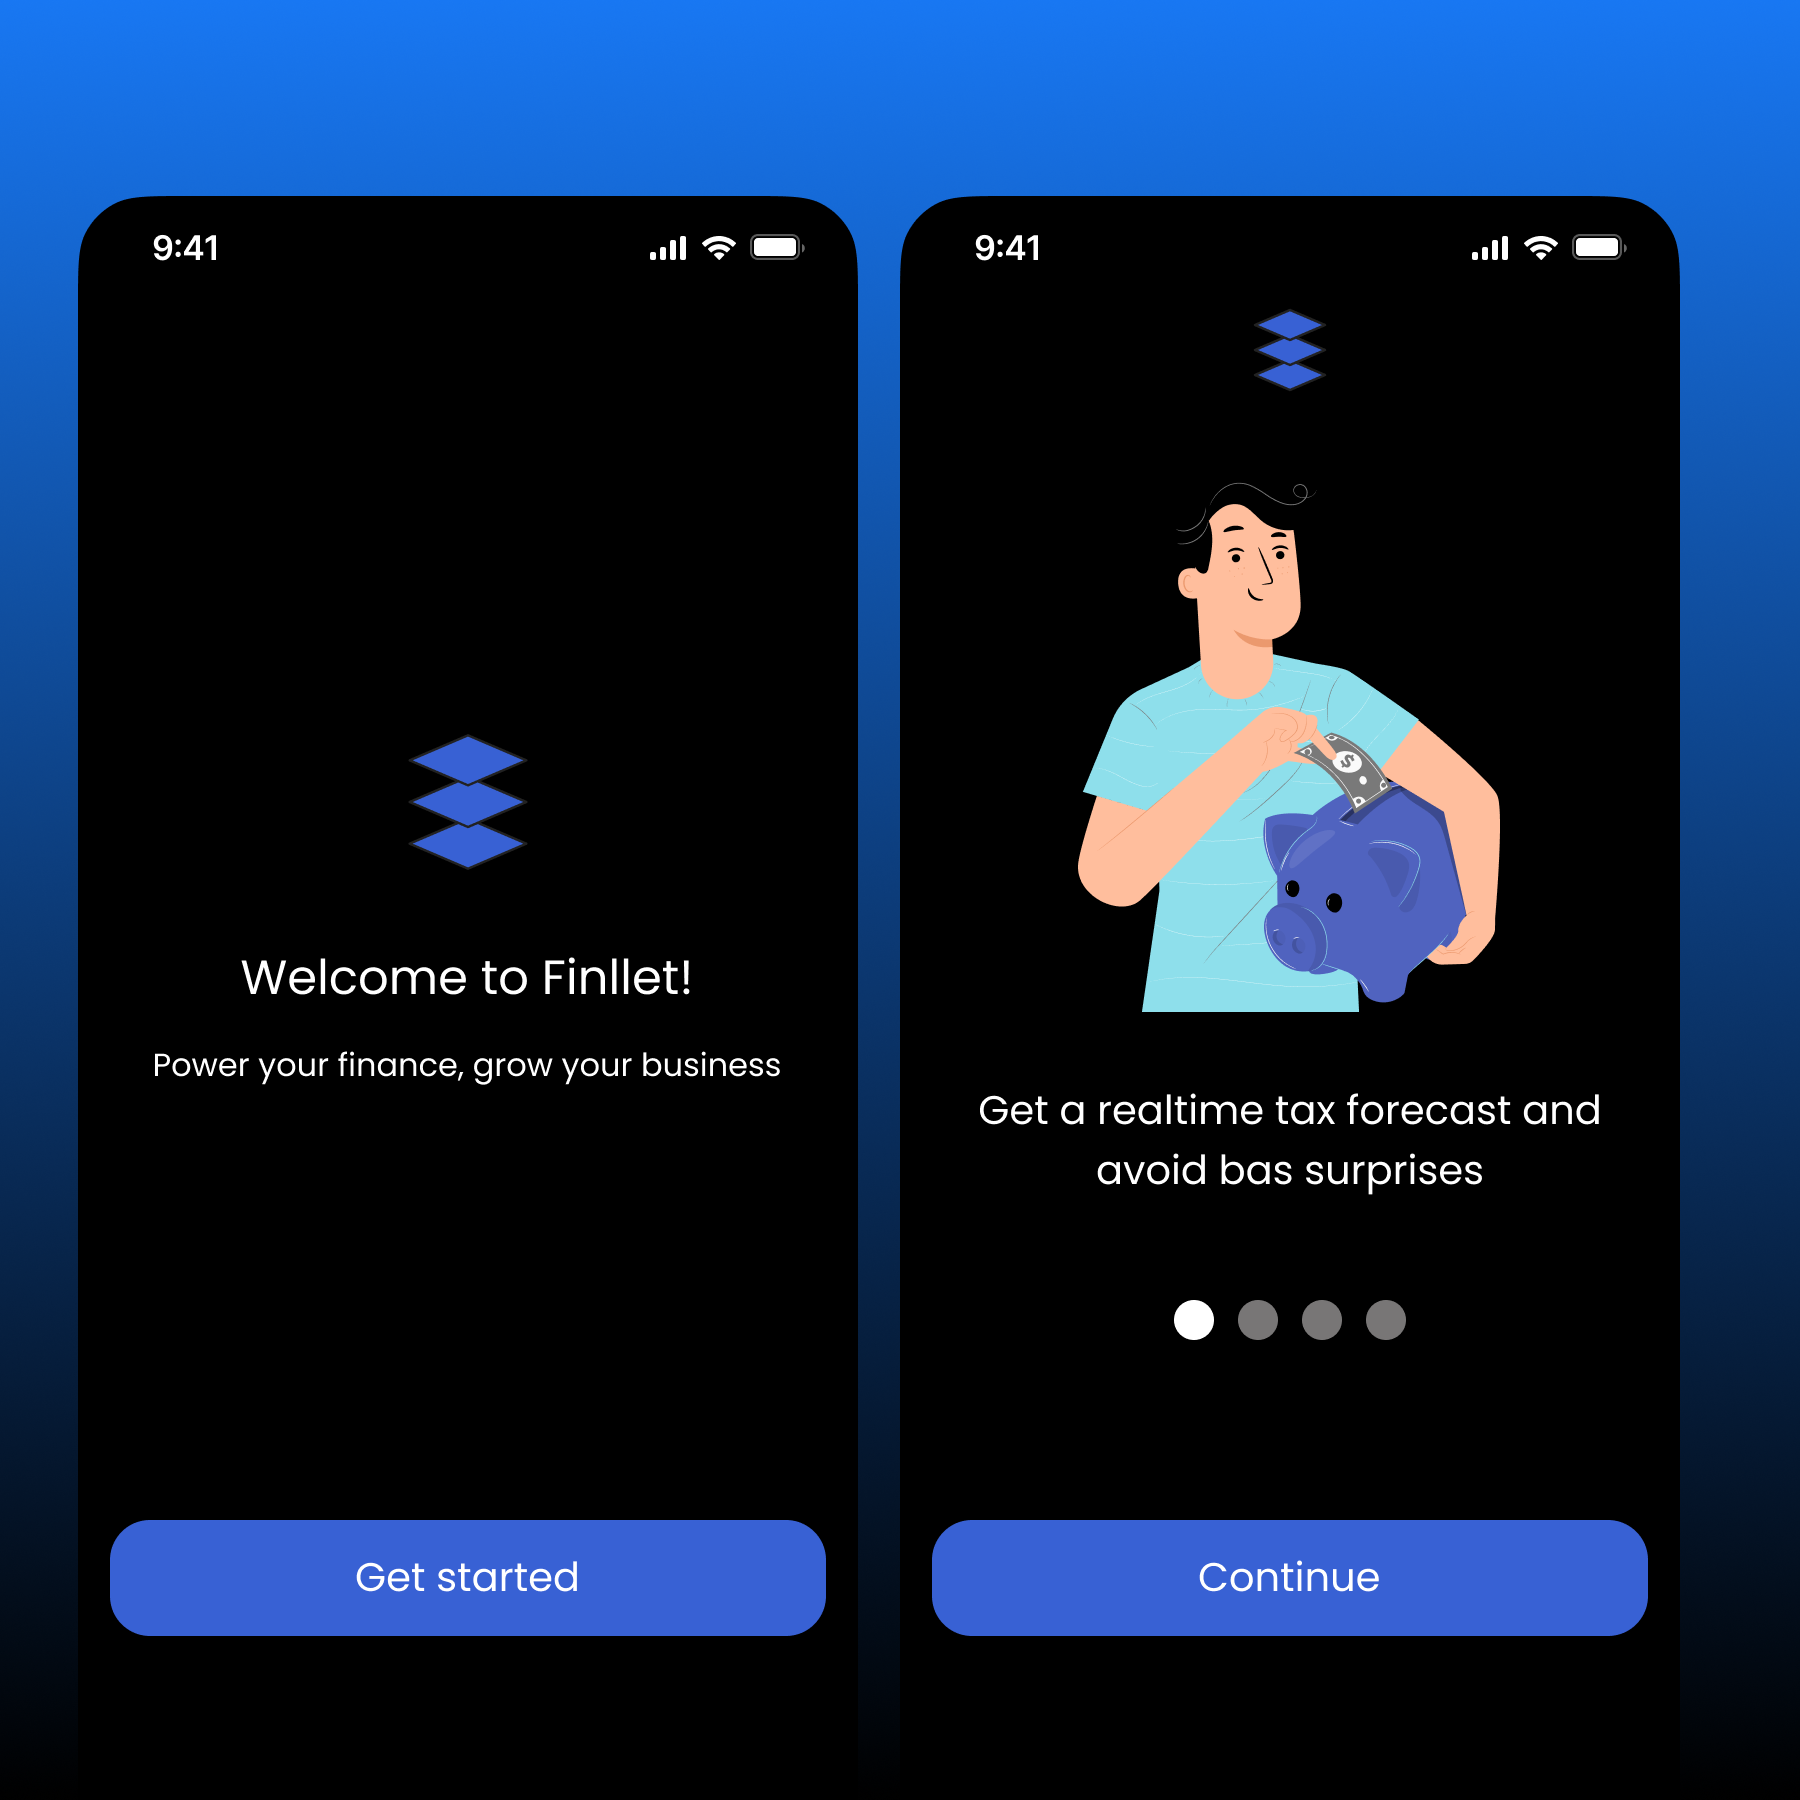 9:41
Welcome to Finllet!
Power your finance, grow your business
Get started
9:41
$
Get a realtime tax forecast and
avoid bas surprises
Continue